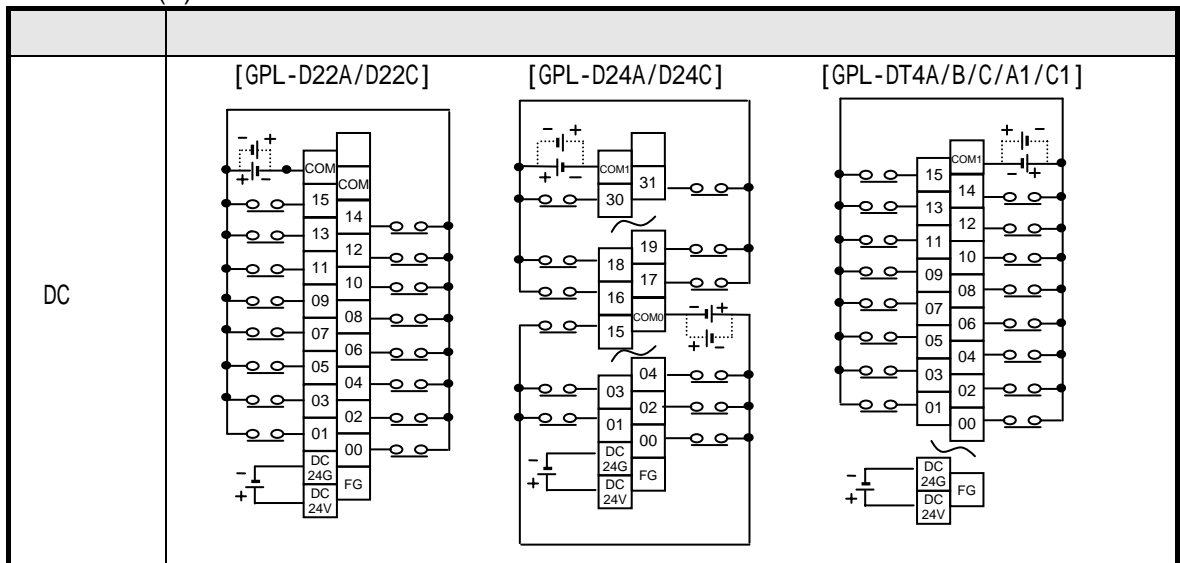 [GPL-D22A/D22C] [GPL-D24A/D24C] [GPL-DT4A/B/C/A1/C1]
DC
- +
+ -
COM
COM
15
14
13
12
11
10
09
08
07
06
05
04
03
02
01
00
DC
24G
FG
DC
24V
-
+
- +
+ -
COM1
31
30
19
18
17
16
COM0
15
- +
+ -
04
03
02
01
00
DC
24G
FG
DC
24V
-
+
+ -
- +
COM1
15
14
13
12
11
10
09
08
07
06
05
04
03
02
01
00
DC
24G
FG
DC
24V
-
+